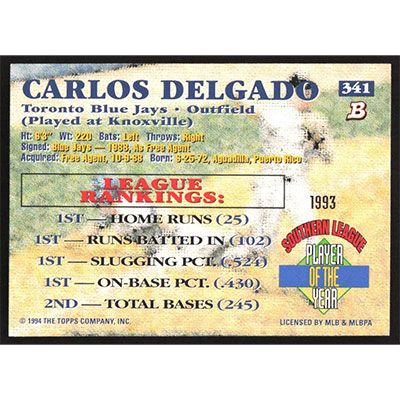 CARLOS DELGADO
341
Toronto Blue Jays • Outfield
B
(Played at Knoxville)
Ht: 6'3" Wt: 220 Bats: Left Throws: Right
Signed: Blue Jays — 1988, As Free Agent
Acquired: Free Agent, 10-9-88 Born: 6-25-72, Aguadilla, Puerto Rico
LEAGUE
RANKINGS:
1ST — HOME RUNS (25)
1ST — RUNS BATTED IN (102)
1ST — SLUGGING PCT. (.524)
1ST — ON-BASE PCT. (.430)
2ND — TOTAL BASES (245)
1993
SOUTHERN LEAGUE
PLAYER
OF THE
YEAR
© 1994 THE TOPPS COMPANY, INC.
LICENSED BY MLB & MLBPA